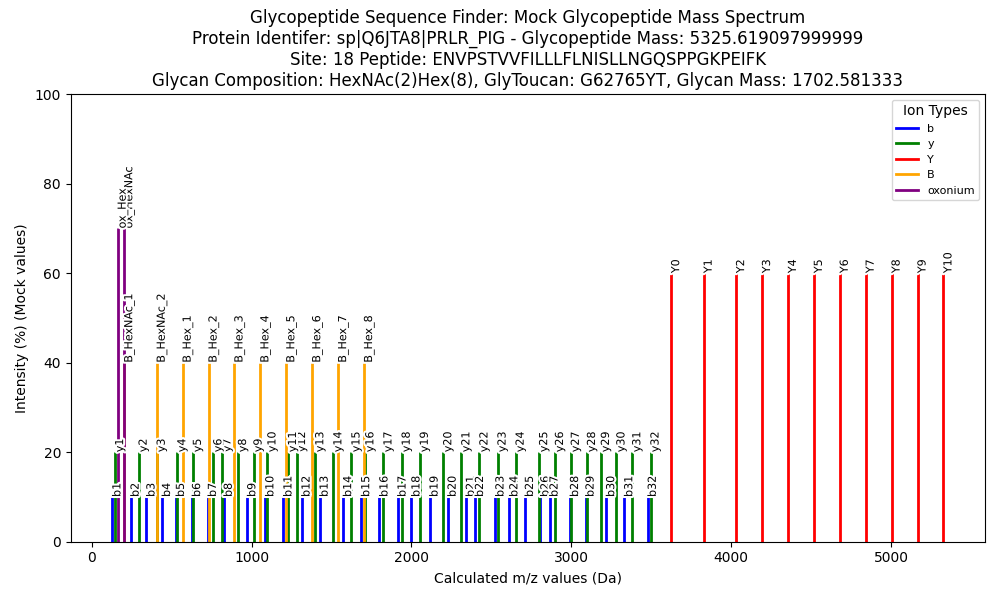 Glycopeptide Sequence Finder: Mock Glycopeptide Mass Spectrum
Protein Identifer: sp|Q6JTA8|PRLR_PIG - Glycopeptide Mass: 5325.619097999999
Site: 18 Peptide: ENVPSTVVFILLLFLNISLLNGQSPPGKPEIFK
Glycan Composition: HexNAc(2)Hex(8), GlyToucan: G62765YT, Glycan Mass: 1702.581333
Intensity (%) (Mock values)
100
80
60
40
20
0
Ion Types
b
y
Y
B
oxonium
ox_Hex
ox_HexNAc
Y0
Y1
Y2
Y3
Y4
Y5
Y6
Y7
Y8
Y9
Y10
B_HexNAc_1
B_HexNAc_2
B_Hex_1
B_Hex_2
B_Hex_3
B_Hex_4
B_Hex_5
B_Hex_6
B_Hex_7
B_Hex_8
y1
y2
y3
y4
y5
y6
y7
y8
y9
y10
y11
y12
y13
y14
y15
y16
y17
y18
y19
y20
y21
y22
y23
y24
y25
y26
y27
y28
y29
y30
y31
y32
b1
b2
b3
b4
b5
b6
b7
b8
b9
b10
b11
b12
b13
b14
b15
b16
b17
b18
b19
b20
b21
b22
b23
b24
b25
b26
b27
b28
b29
b30
b31
b32
0
1000
2000
3000
4000
5000
Calculated m/z values (Da)